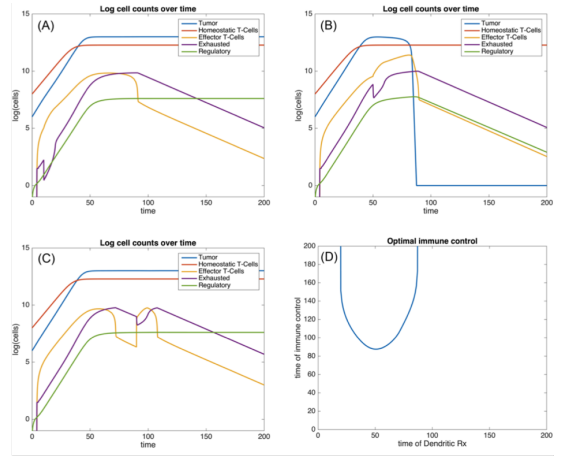 Log cell counts over time
(A)
Tumor
Homeostatic T-Cells
Effector T-Cells
Exhausted
Regulatory
log(cells)
15
10
5
0
0 50 100 150 200
time
Log cell counts over time
(B)
Tumor
Homeostatic T-Cells
Effector T-Cells
Exhausted
Regulatory
log(cells)
15
10
5
0
0 50 100 150 200
time
Log cell counts over time
(C)
Tumor
Homeostatic T-Cells
Effector T-Cells
Exhausted
Regulatory
log(cells)
15
10
5
0
0 50 100 150 200
time
Optimal immune control
(D)
time of immune control
200
180
160
140
120
100
80
60
40
20
0
0 50 100 150 200
time of Dendritic Rx